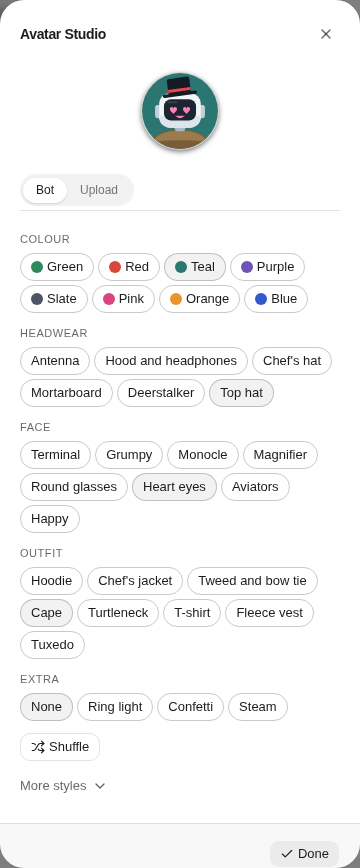 Avatar Studio
Bot Upload
COLOUR
Green Red Teal Purple
Slate Pink Orange Blue
HEADWEAR
Antenna Hood and headphones Chef's hat
Mortarboard Deerstalker Top hat
FACE
Terminal Grumpy Monocle Magnifier
Round glasses Heart eyes Aviators
Happy
OUTFIT
Hoodie Chef's jacket Tweed and bow tie
Cape Turtleneck T-shirt Fleece vest
Tuxedo
EXTRA
None Ring light Confetti Steam
Shuffle
More styles
Done